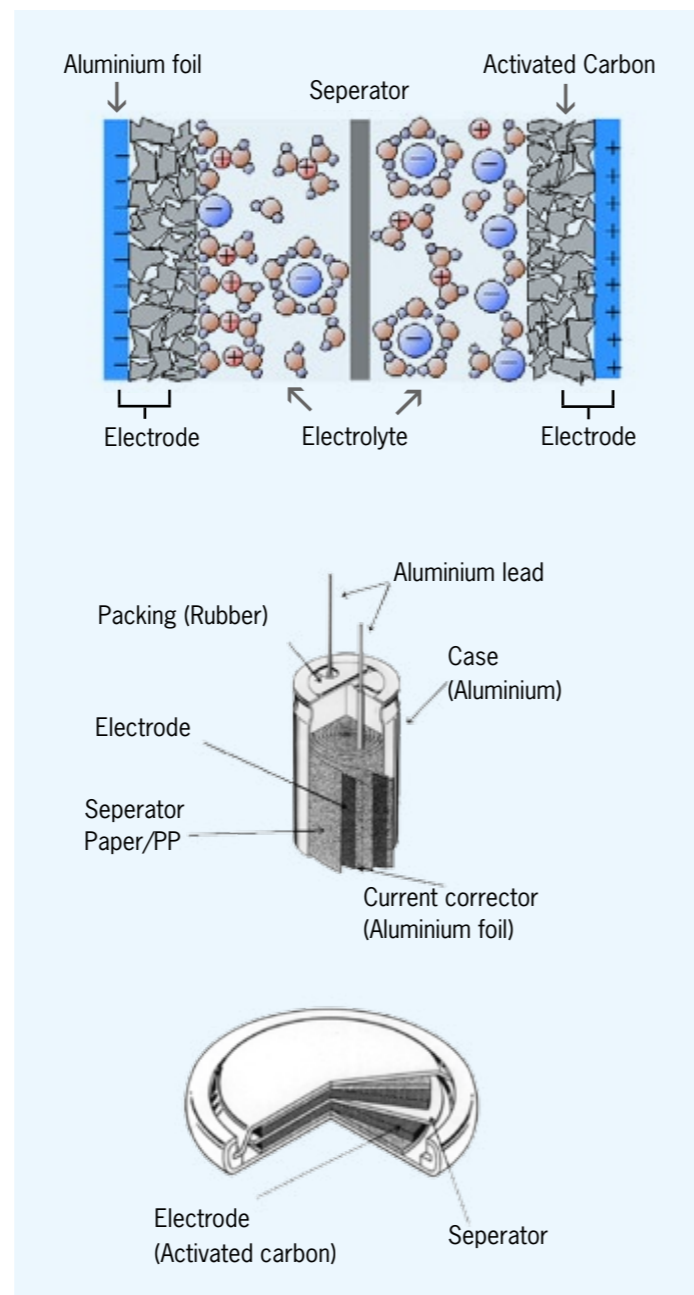 Aluminium foil
Activated Carbon
Seperator
Electrode
Electrolyte
Electrode
Aluminium lead
Packing (Rubber)
Case
(Aluminium)
Electrode
Seperator
Paper/PP
Current corrector
(Aluminium foil)
Electrode
(Activated carbon)
Seperator